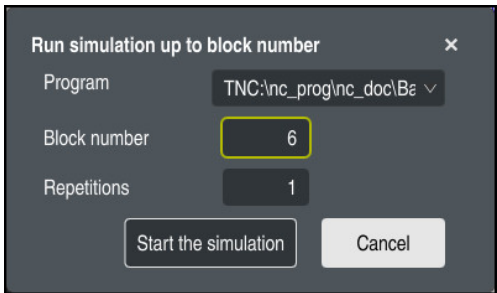 Run simulation up to block number
Program TNC:\nc_prog\nc_doc\Ba
Block number 6
Repetitions 1
Start the simulation Cancel